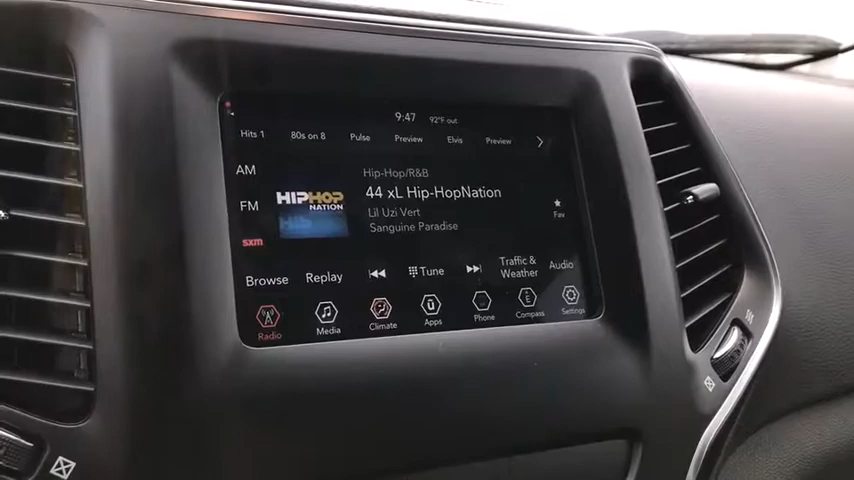 9:47 92°F out
Hits 1 80s on 8 Pulse Preview Elvis Preview
AM
FM
sxm
HIPHOP
NATION
Hip-Hop/R&B
44 xL Hip-HopNation
Lil Uzi Vert
Sanguine Paradise
Fav
Browse Replay Tune Traffic & Weather Audio
Radio Media Climate Apps Phone Compass Settings
ü E